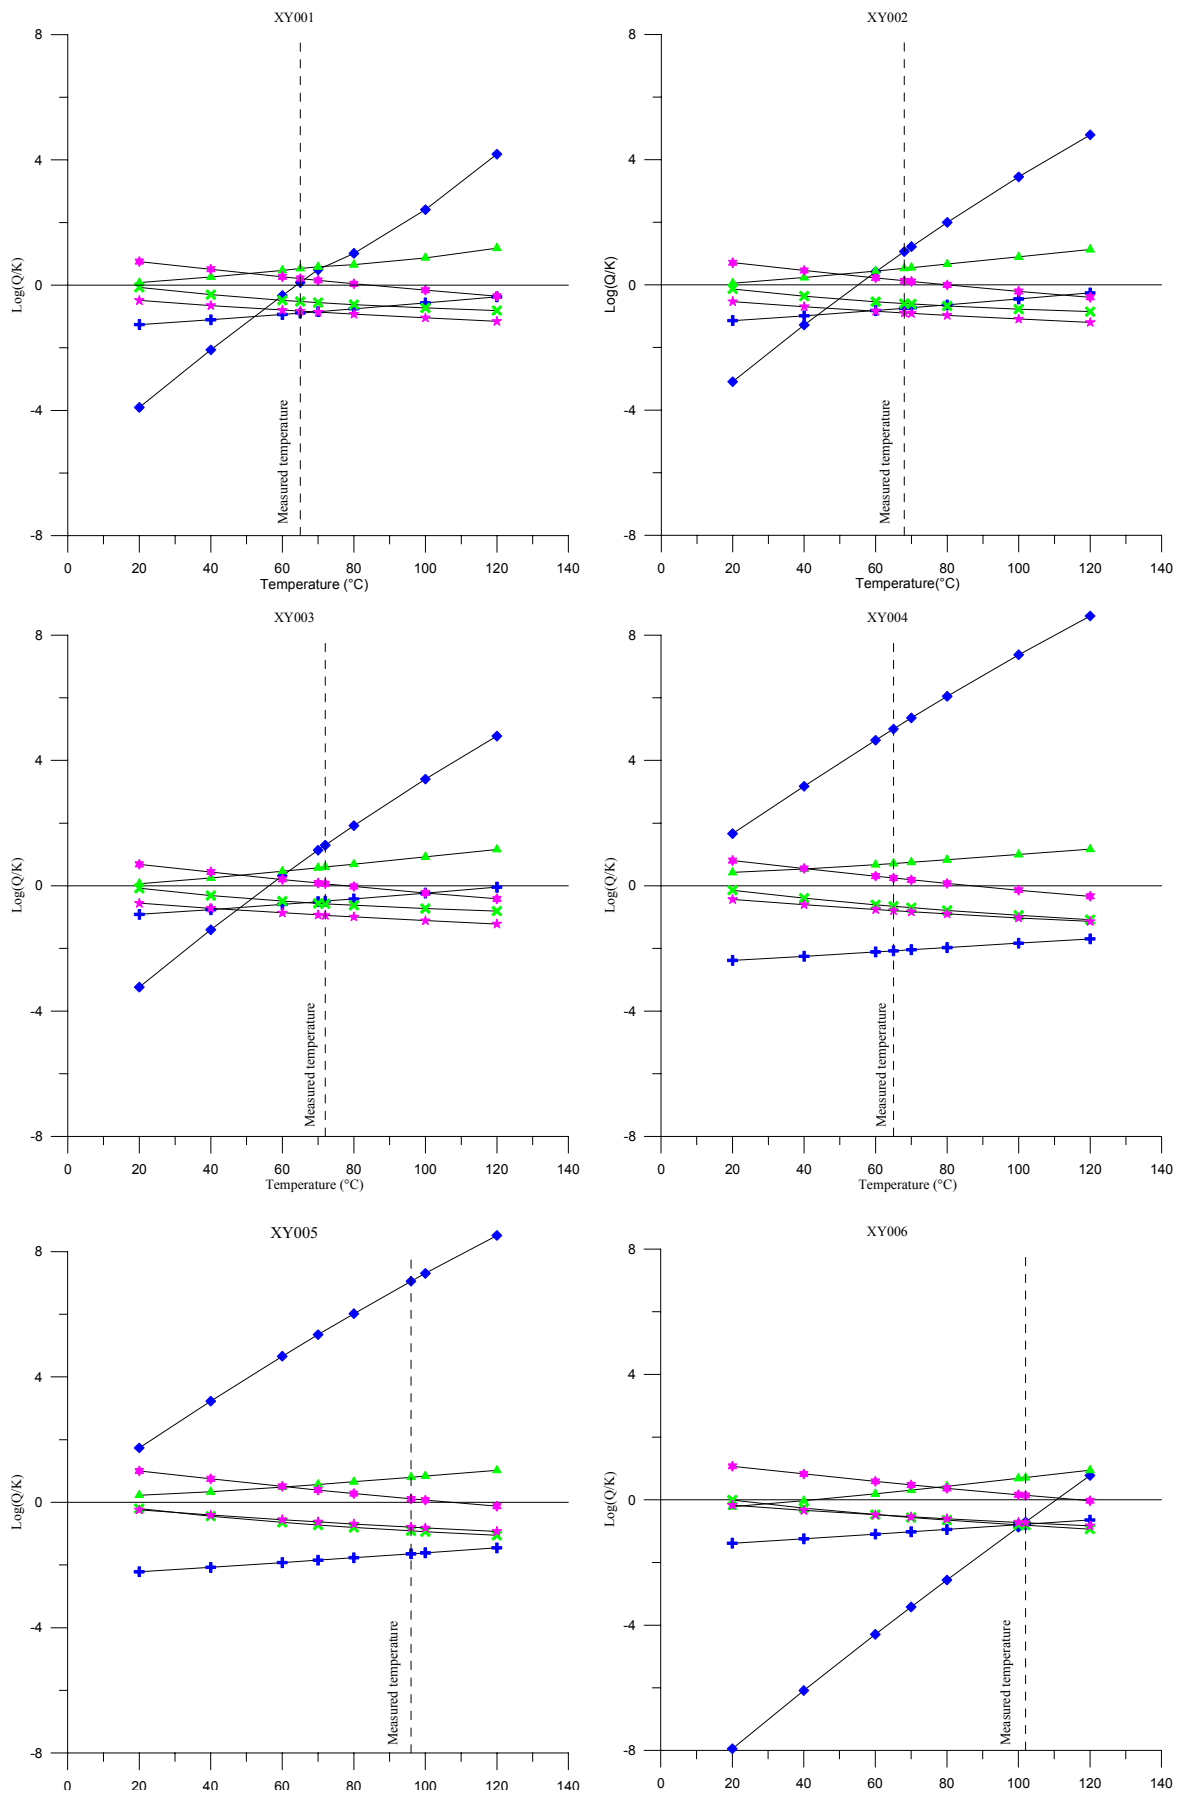 XY001
8
4
0
-4
-8
Log(Q/K)
Measured temperature
0 20 40 60 80 100 120 140
Temperature (°C)
XY002
8
4
0
-4
-8
Log(Q/K)
Measured temperature
0 20 40 60 80 100 120 140
Temperature(°C)
XY003
8
4
0
-4
-8
Log(Q/K)
Measured temperature
0 20 40 60 80 100 120 140
Temperature (°C)
XY004
8
4
0
-4
-8
Log(Q/K)
Measured temperature
0 20 40 60 80 100 120 140
Temperature (°C)
XY005
8
4
0
-4
-8
Log(Q/K)
Measured temperature
0 20 40 60 80 100 120 140
XY006
8
4
0
-4
-8
Log(Q/K)
Measured temperature
0 20 40 60 80 100 120 140